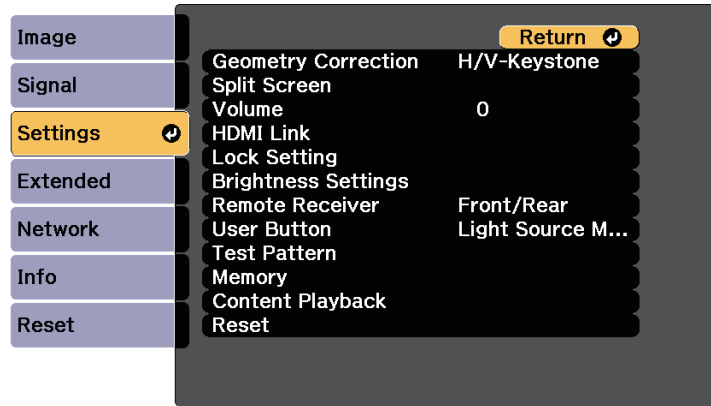 Image
Signal
Settings
Extended
Network
Info
Reset
Return
Geometry Correction H/V-Keystone
Split Screen
Volume 0
HDMI Link
Lock Setting
Brightness Settings
Remote Receiver Front/Rear
User Button Light Source M...
Test Pattern
Memory
Content Playback
Reset